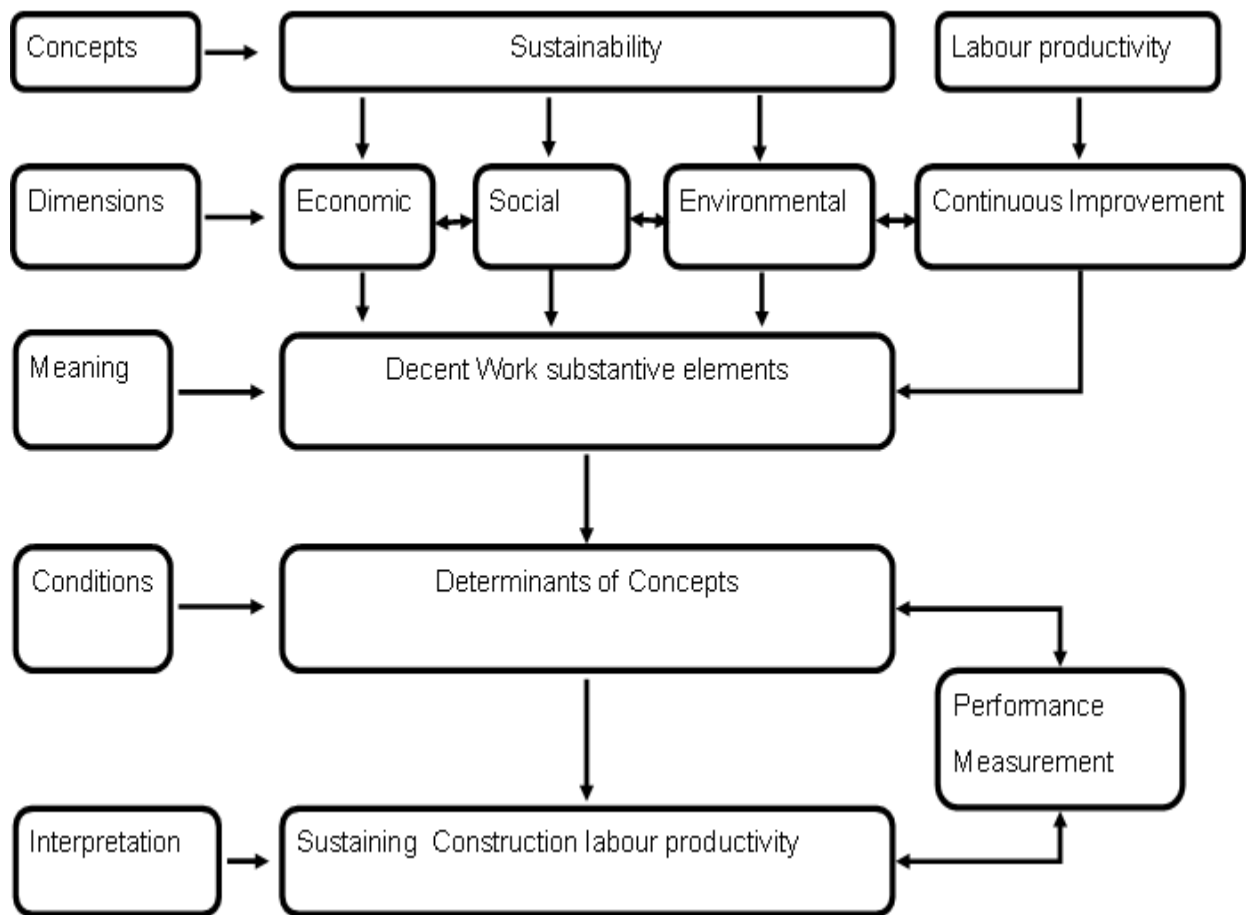 Concepts
Sustainability
Labour productivity
Dimensions
Economic
Social
Environmental
Continuous Improvement
Meaning
Decent Work substantive elements
Conditions
Determinants of Concepts
Performance
Measurement
Interpretation
Sustaining Construction labour productivity